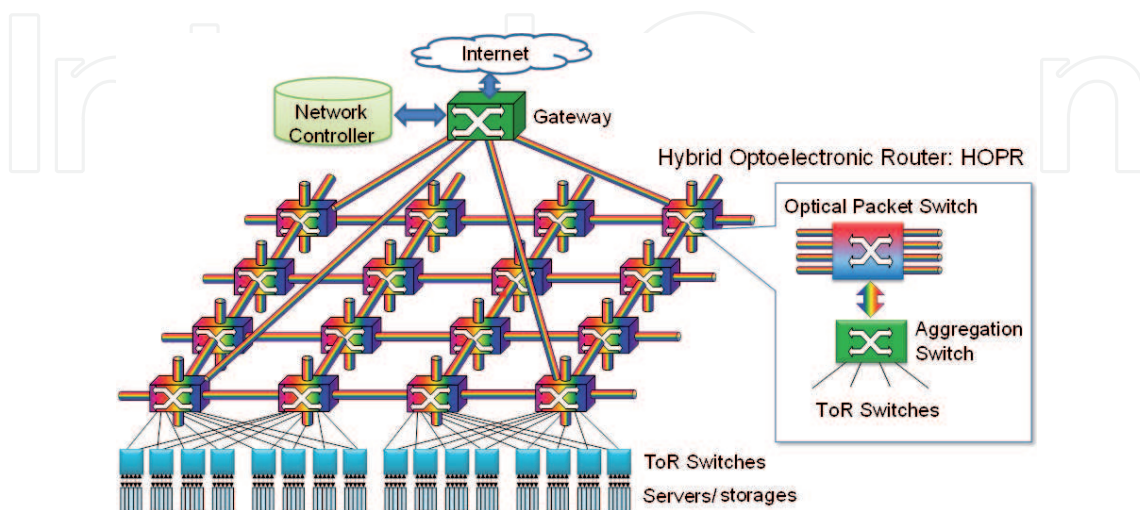 Internet
Network
Controller
Gateway
Hybrid Optoelectronic Router: HOPR
Optical Packet Switch
Aggregation
Switch
ToR Switches
ToR Switches
Servers/storages